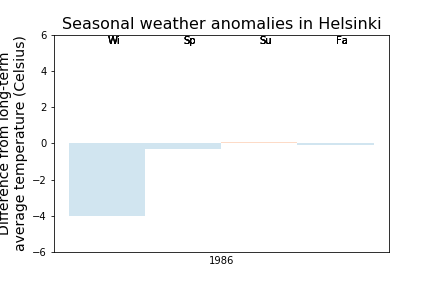 Seasonal weather anomalies in Helsinki
Wi Sp Su Fa
6
4
2
0
−2
−4
−6
Difference from long-term
average temperature (Celsius)
1986